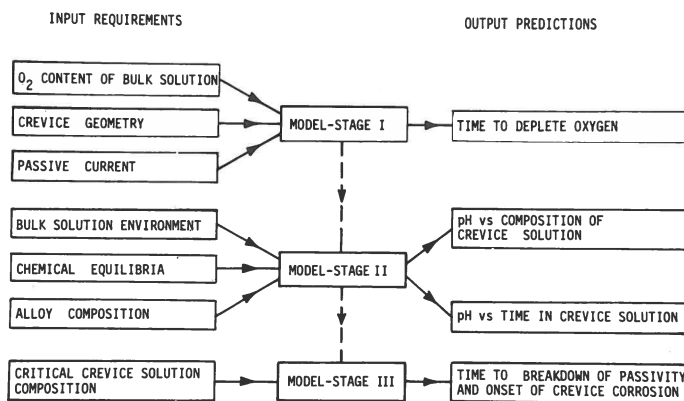 INPUT REQUIREMENTS
OUTPUT PREDICTIONS
O2 CONTENT OF BULK SOLUTION
CREVICE GEOMETRY
PASSIVE CURRENT
MODEL-STAGE I
TIME TO DEPLETE OXYGEN
BULK SOLUTION ENVIRONMENT
CHEMICAL EQUILIBRIA
ALLOY COMPOSITION
MODEL-STAGE II
pH vs COMPOSITION OF
CREVICE SOLUTION
pH vs TIME IN CREVICE SOLUTION
CRITICAL CREVICE SOLUTION
COMPOSITION
MODEL-STAGE III
TIME TO BREAKDOWN OF PASSIVITY
AND ONSET OF CREVICE CORROSION